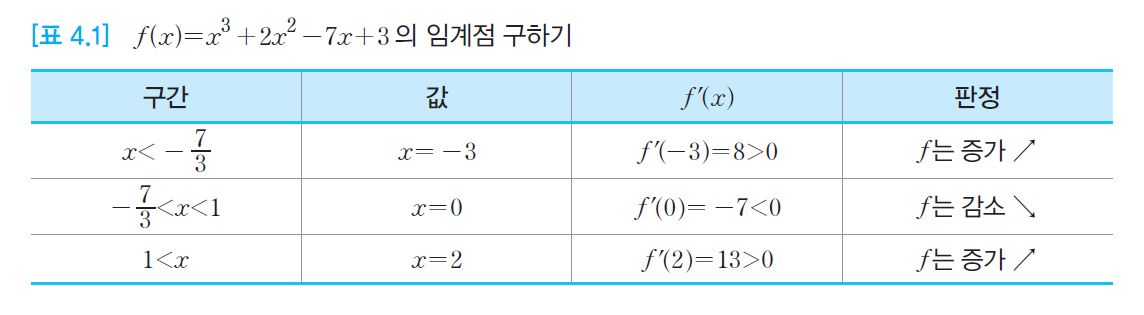 [표 4.1] f(x)=x³+2x²−7x+3의 임계점 구하기
구간 값 f′(x) 판정
x<−7/3 x=−3 f′(−3)=8>0 f는 증가 ↗
−7/3<x<1 x=0 f′(0)=−7<0 f는 감소 ↘
1<x x=2 f′(2)=13>0 f는 증가 ↗